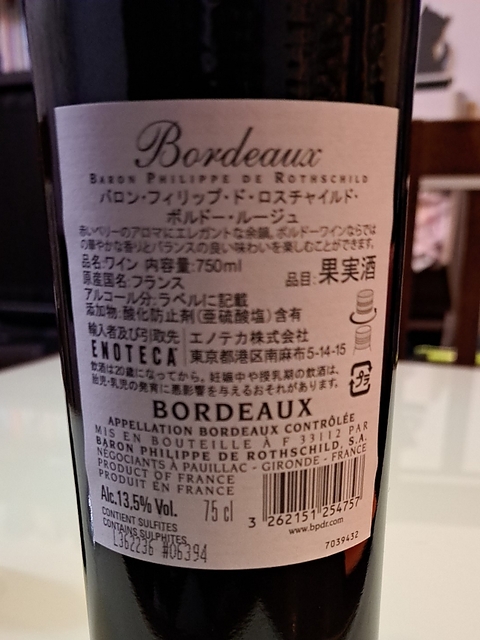 Bordeaux
BARON PHILIPPE DE ROTHSCHILD
バロン・フィリップ・ド・ロスチャイルド・
ボルドー・ルージュ
赤いベリーのアロマにエレガントな余韻。ボルドーワインならでは
の華やかな香りとバランスの良い味わいを楽しむことができます。
品名:ワイン 内容量:750ml
原産国名:フランス 品目:果実酒
アルコール分:ラベルに記載
添加物:酸化防止剤(亜硫酸塩)含有
輸入者及び引取先 エノテカ株式会社
ENOTECA 東京都港区南麻布5-14-15
飲酒は20歳になってから。妊娠中や授乳期の飲酒は、
胎児・乳児の発育に悪影響を与えるおそれがあります。
プラ
BORDEAUX
APPELLATION BORDEAUX CONTRÔLÉE
MIS EN BOUTEILLE À F 33112 PAR
BARON PHILIPPE DE ROTHSCHILD, S.A.
NÉGOCIANTS À PAUILLAC - GIRONDE - FRANCE
PRODUCT OF FRANCE
PRODUIT EN FRANCE
Alc.13,5% Vol. 75 cl
CONTIENT SULFITES
CONTAINS SULPHITES
L362236 #06394
3 262151 254757
www.bpdr.com
7039432